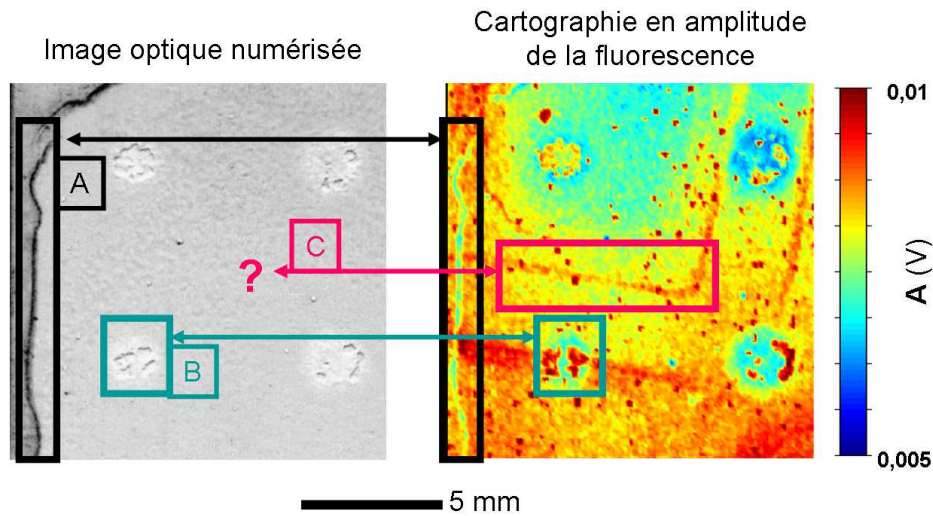 Image optique numérisée
Cartographie en amplitude
de la fluorescence
0,01
A
C
?
B
A (V)
0,005
5 mm